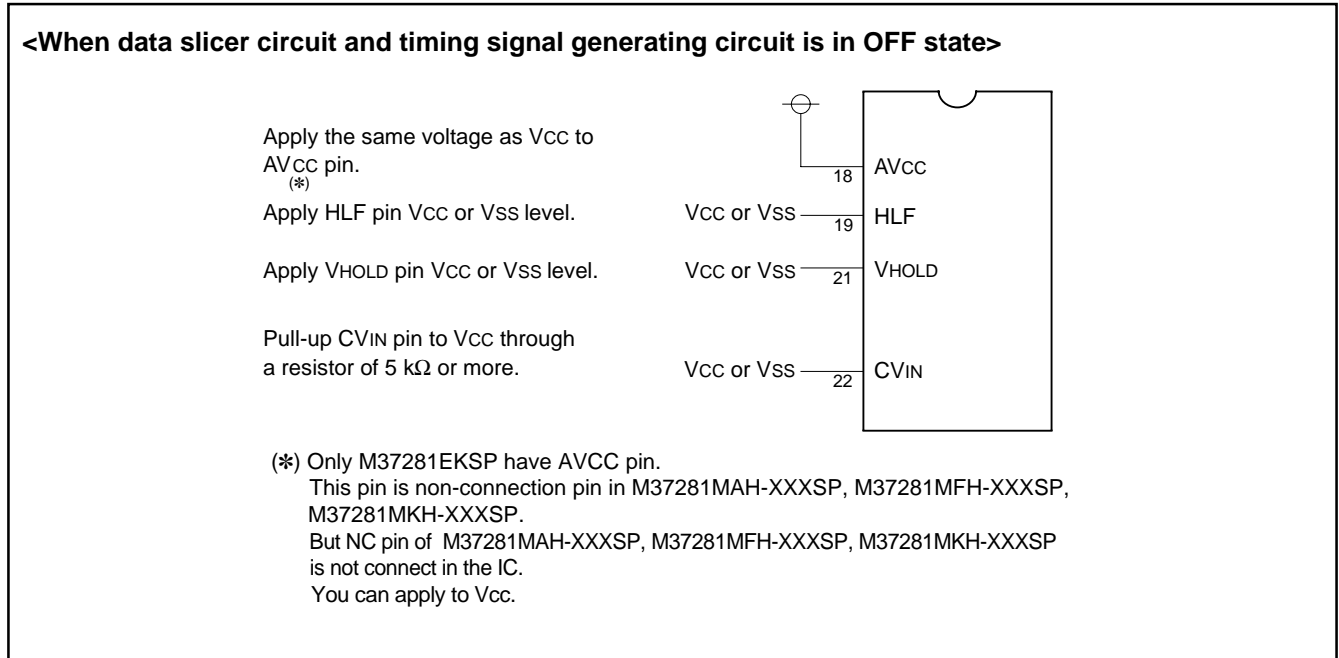 <When data slicer circuit and timing signal generating circuit is in OFF state>
Apply the same voltage as VCC to
AVCC pin.
(✽)
18 AVCC
Apply HLF pin VCC or VSS level.
VCC or VSS 19 HLF
Apply VHOLD pin VCC or VSS level.
VCC or VSS 21 VHOLD
Pull-up CVIN pin to VCC through
a resistor of 5 kΩ or more.
VCC or VSS 22 CVIN
(✽) Only M37281EKSP have AVCC pin.
This pin is non-connection pin in M37281MAH-XXXSP, M37281MFH-XXXSP,
M37281MKH-XXXSP.
But NC pin of M37281MAH-XXXSP, M37281MFH-XXXSP, M37281MKH-XXXSP
is not connect in the IC.
You can apply to Vcc.